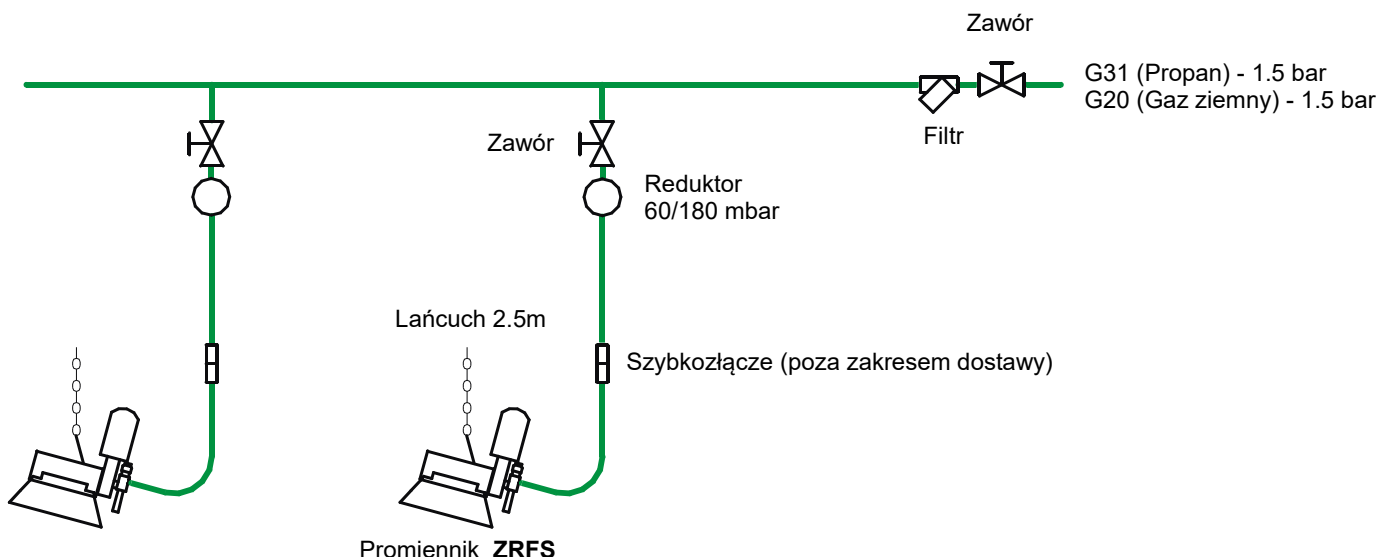 Zawór
G31 (Propan) - 1.5 bar
G20 (Gaz ziemny) - 1.5 bar
Filtr
Zawór
Reduktor
60/180 mbar
Lańcuch 2.5m
Szybkozłącze (poza zakresem dostawy)
Promiennik ZRFS